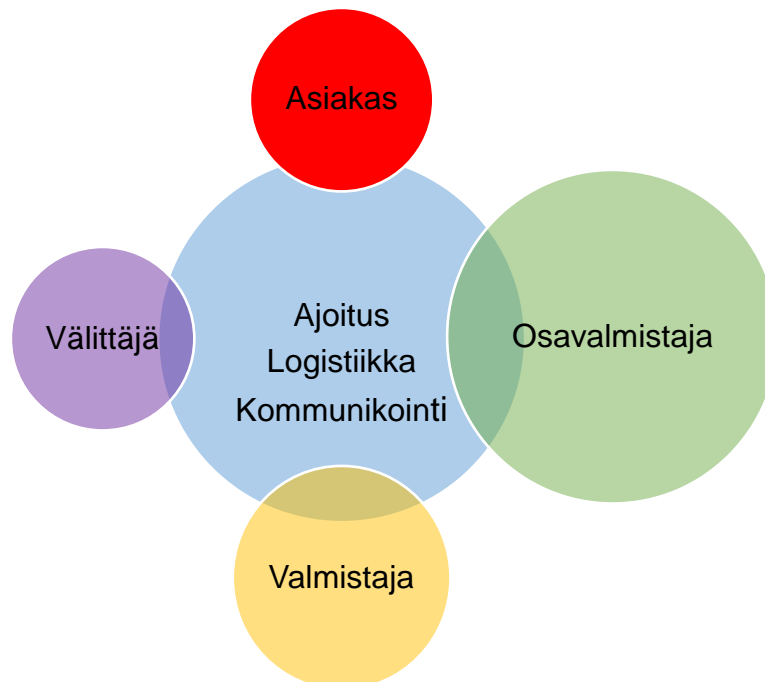 Asiakas
Välittäjä
Ajoitus
Logistiikka
Kommunikointi
Osavalmistaja
Valmistaja